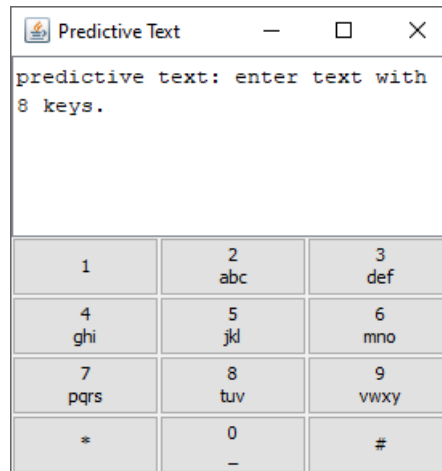 Predictive Text
predictive text: enter text with
8 keys.
1
2
abc
3
def
4
ghi
5
jkl
6
mno
7
pqrs
8
tuv
9
vwxy
*
0
_
#